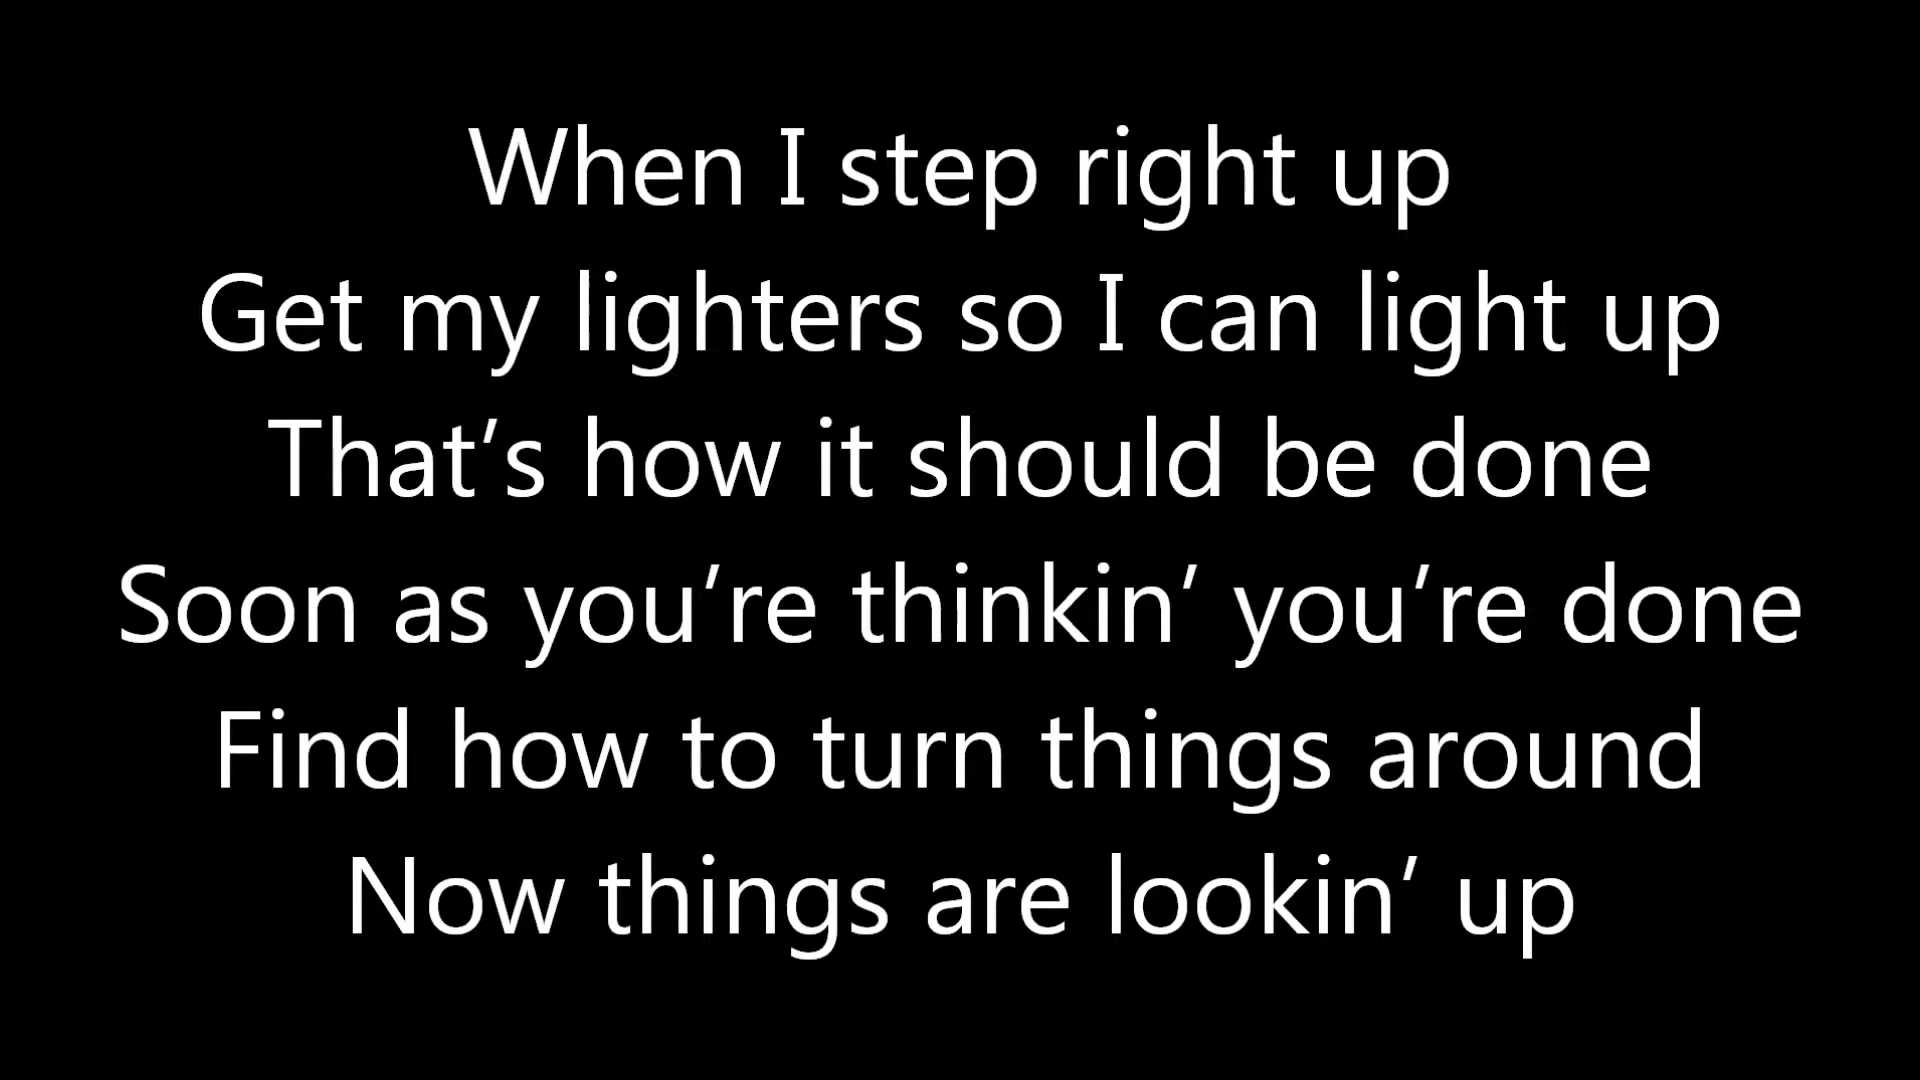 When I step right up
Get my lighters so I can light up
That’s how it should be done
Soon as you’re thinkin’ you’re done
Find how to turn things around
Now things are lookin’ up